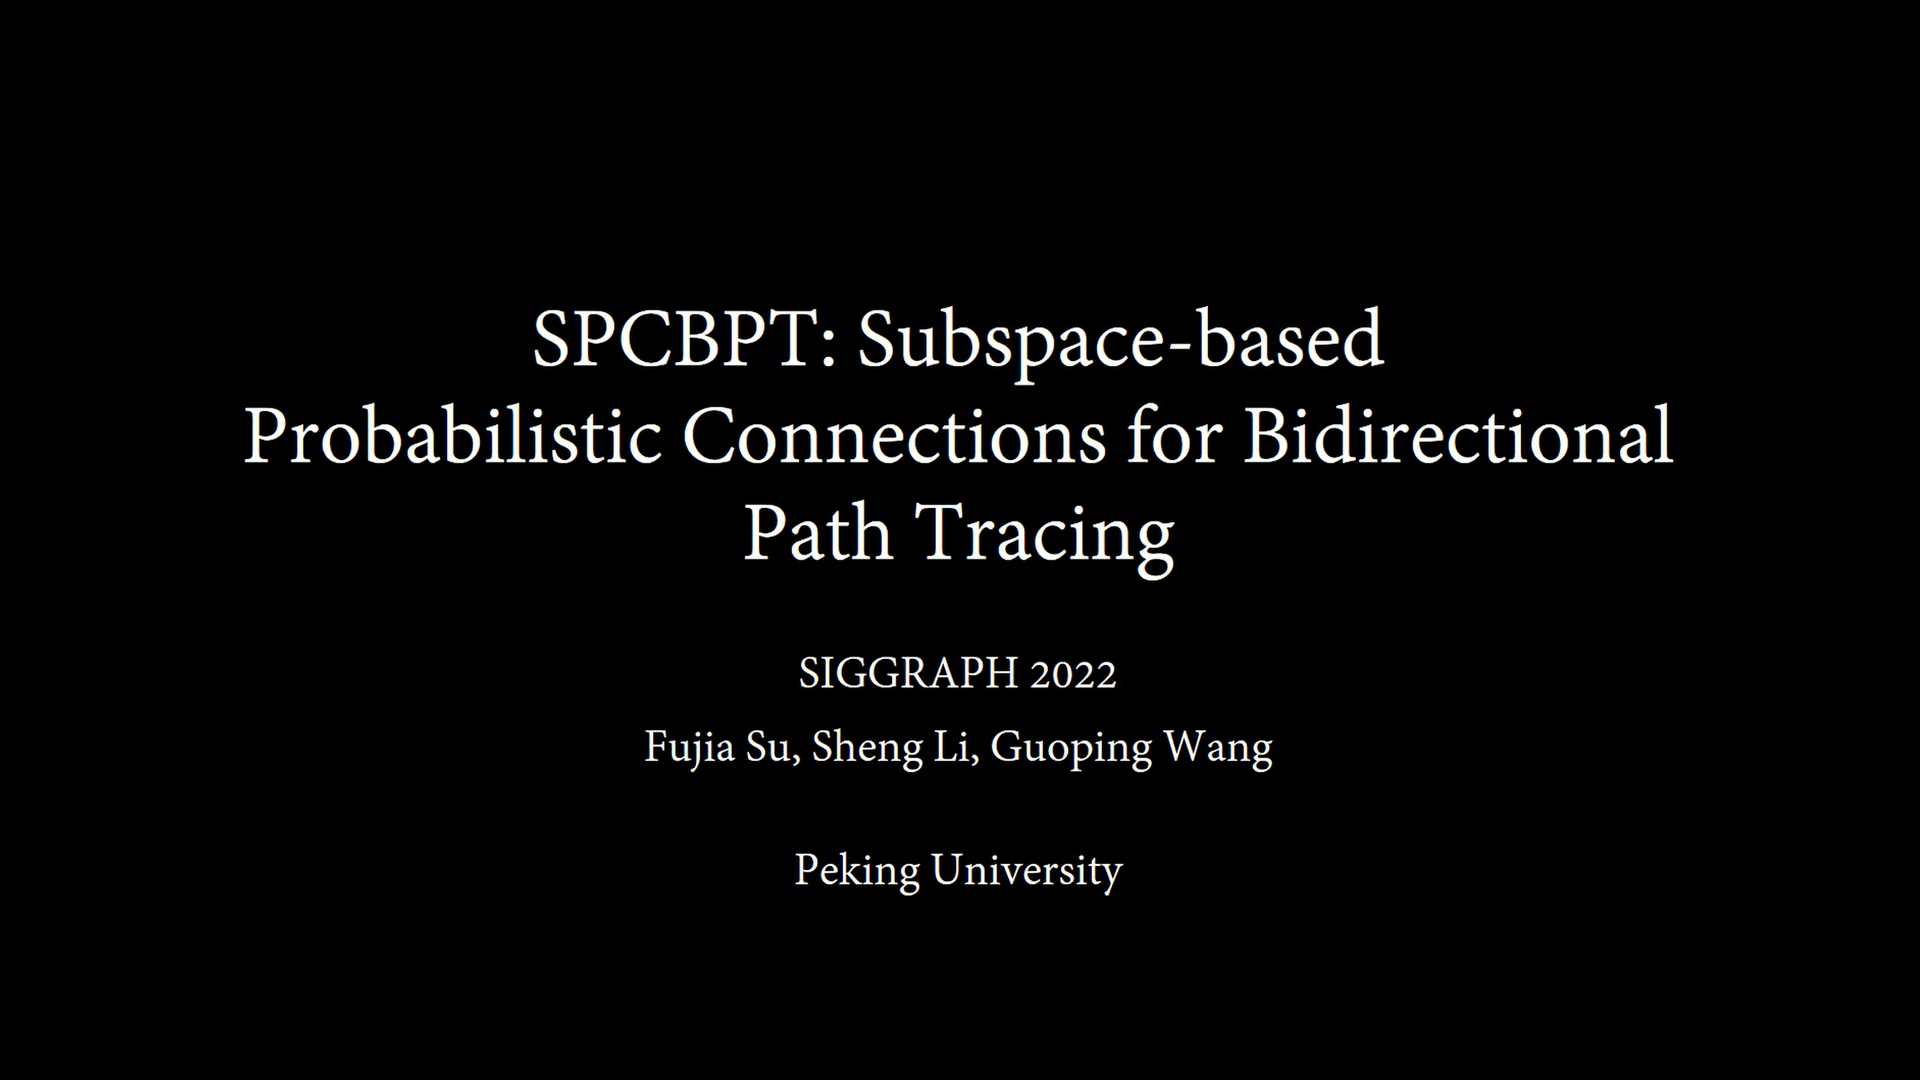 SPCBPT: Subspace-based
Probabilistic Connections for Bidirectional
Path Tracing
SIGGRAPH 2022
Fujia Su, Sheng Li, Guoping Wang
Peking University